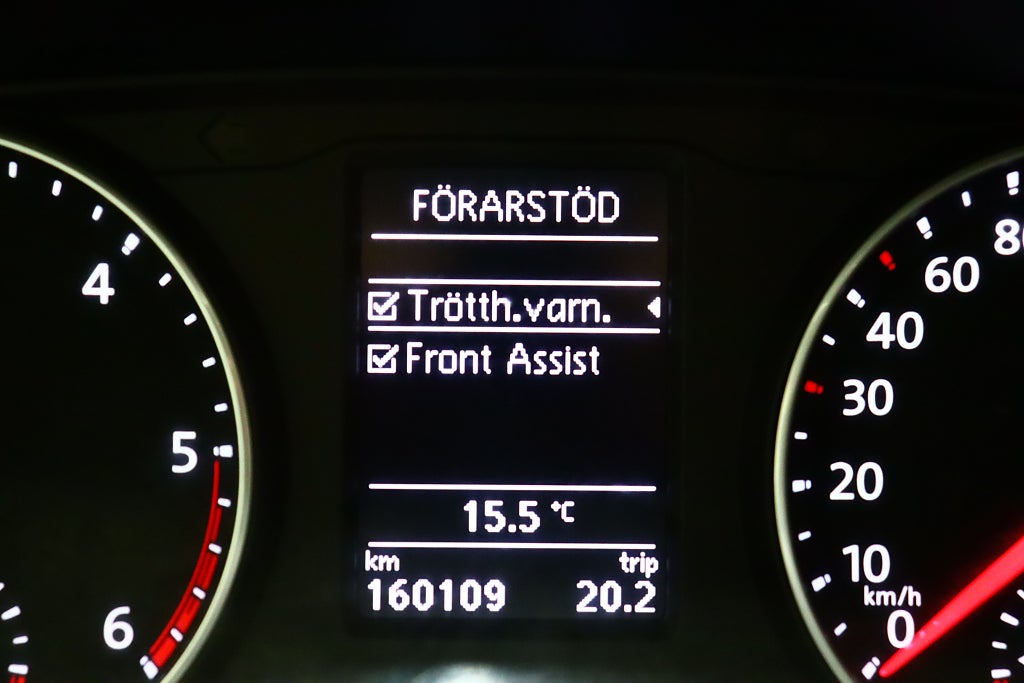 FÖRARSTÖD
Trötth.varn.
Front Assist
15.5 °C
km trip
160109 20.2
4
5
6
80
60
40
30
20
10
km/h
0